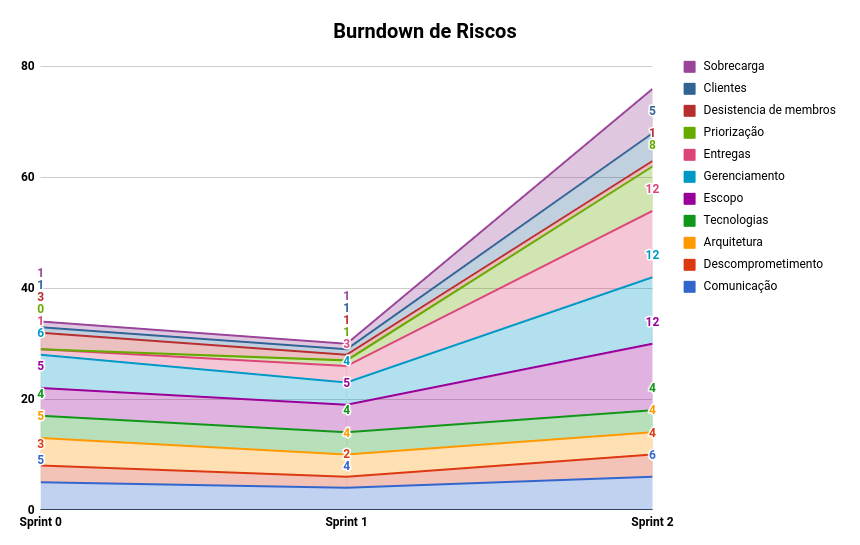 Burndown de Riscos
80
60
40
20
0
1
1
3
0
1
6
5
4
5
3
5
1
1
1
1
3
4
5
4
4
2
4
5
1
8
12
12
12
4
4
4
6
Sprint 0
Sprint 1
Sprint 2
Sobrecarga
Clientes
Desistencia de membros
Priorização
Entregas
Gerenciamento
Escopo
Tecnologias
Arquitetura
Descomprometimento
Comunicação